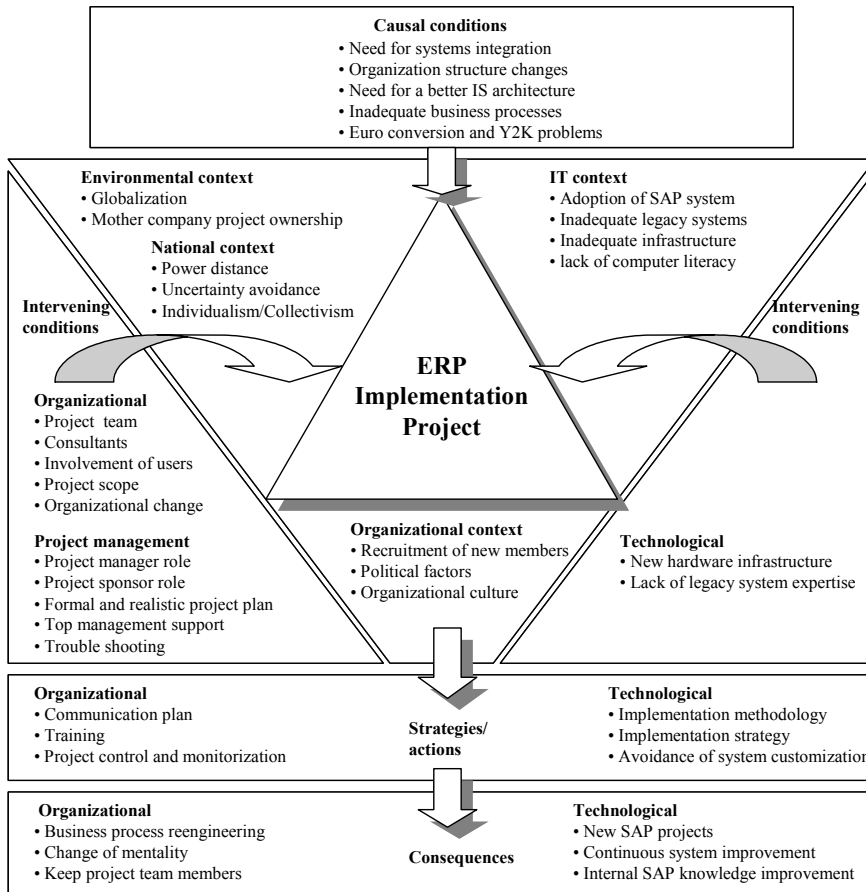 Causal conditions
• Need for systems integration
• Organization structure changes
• Need for a better IS architecture
• Inadequate business processes
• Euro conversion and Y2K problems
Environmental context
• Globalization
• Mother company project ownership
National context
• Power distance
• Uncertainty avoidance
• Individualism/Collectivism
IT context
• Adoption of SAP system
• Inadequate legacy systems
• Inadequate infrastructure
• lack of computer literacy
Intervening
conditions
Intervening
conditions
ERP
Implementation
Project
Organizational
• Project team
• Consultants
• Involvement of users
• Project scope
• Organizational change
Project management
• Project manager role
• Project sponsor role
• Formal and realistic project plan
• Top management support
• Trouble shooting
Organizational context
• Recruitment of new members
• Political factors
• Organizational culture
Technological
• New hardware infrastructure
• Lack of legacy system expertise
Organizational
• Communication plan
• Training
• Project control and monitorization
Strategies/
actions
Technological
• Implementation methodology
• Implementation strategy
• Avoidance of system customization
Organizational
• Business process reengineering
• Change of mentality
• Keep project team members
Consequences
Technological
• New SAP projects
• Continuous system improvement
• Internal SAP knowledge improvement